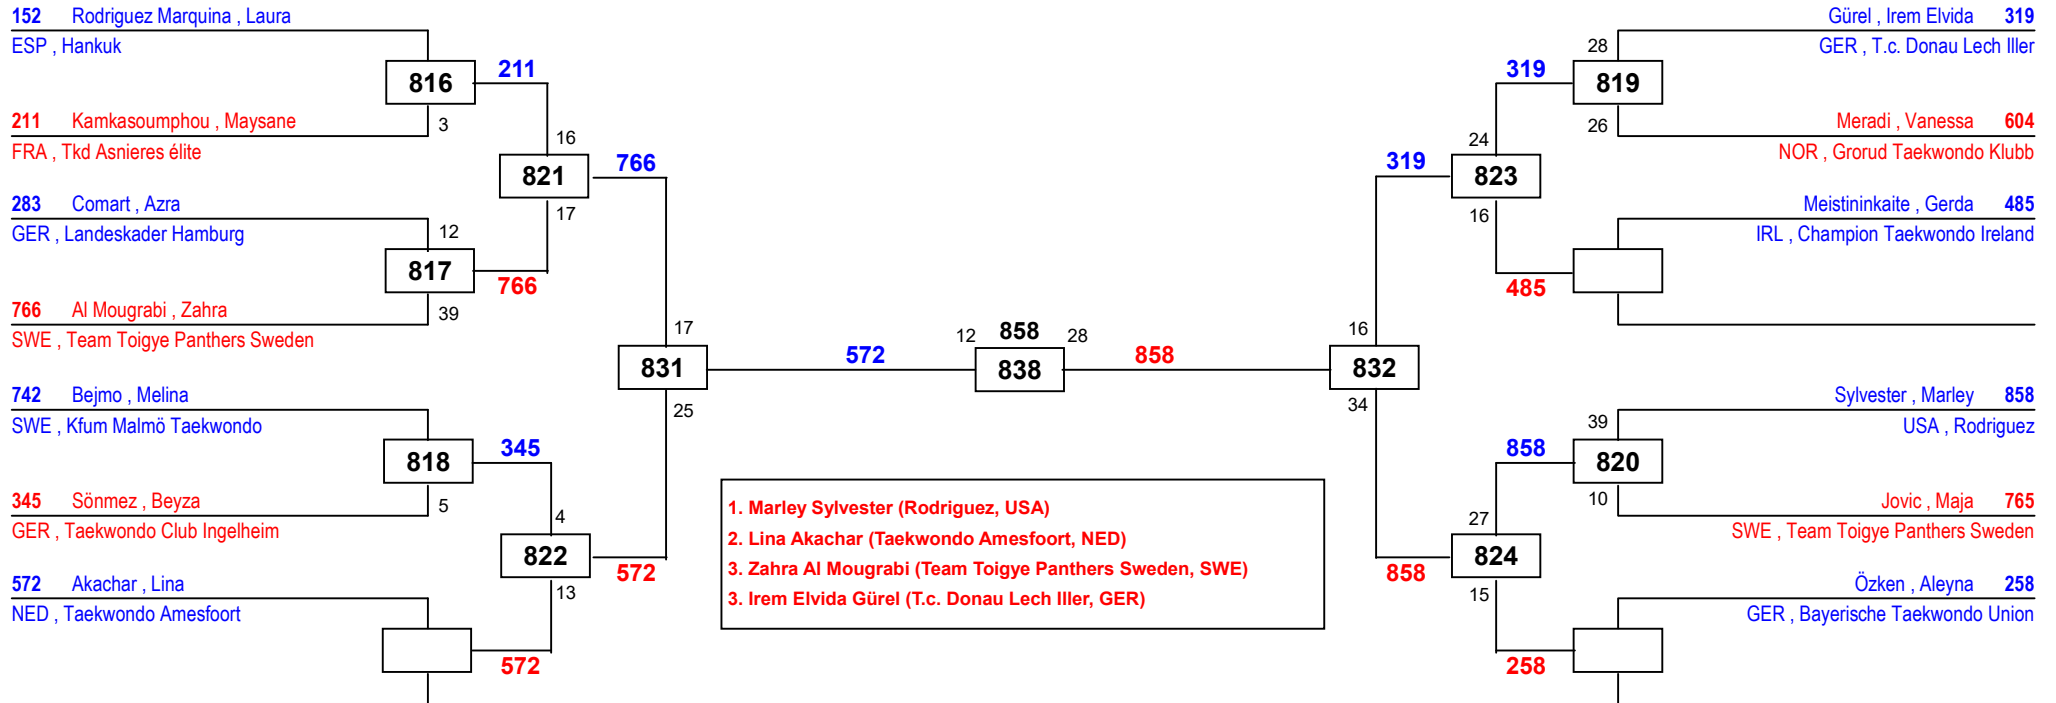 152 Rodriguez Marquina , Laura
ESP , Hankuk
816
3
211
211 Kamkasoumphou , Maysane
FRA , Tkd Asnieres élite
16
821
17
766
283 Comart , Azra
GER , Landeskader Hamburg
12
817
39
766
766 Al Mougrabi , Zahra
SWE , Team Toigye Panthers Sweden
17
831
25
572
742 Bejmo , Melina
SWE , Kfum Malmö Taekwondo
818
5
345
345 Sönmez , Beyza
GER , Taekwondo Club Ingelheim
4
822
13
572
572 Akachar , Lina
NED , Taekwondo Amesfoort
572
12 858 28
838
858
1. Marley Sylvester (Rodriguez, USA)
2. Lina Akachar (Taekwondo Amesfoort, NED)
3. Zahra Al Mougrabi (Team Toigye Panthers Sweden, SWE)
3. Irem Elvida Gürel (T.c. Donau Lech Iller, GER)
Gürel , Irem Elvida 319
GER , T.c. Donau Lech Iller
28
819
26
319
Meradi , Vanessa 604
NOR , Grorud Taekwondo Klubb
24
823
16
319
Meistininkaite , Gerda 485
IRL , Champion Taekwondo Ireland
485
16
832
34
Sylvester , Marley 858
USA , Rodriguez
39
820
10
858
Jovic , Maja 765
SWE , Team Toigye Panthers Sweden
27
824
15
858
Özken , Aleyna 258
GER , Bayerische Taekwondo Union
258